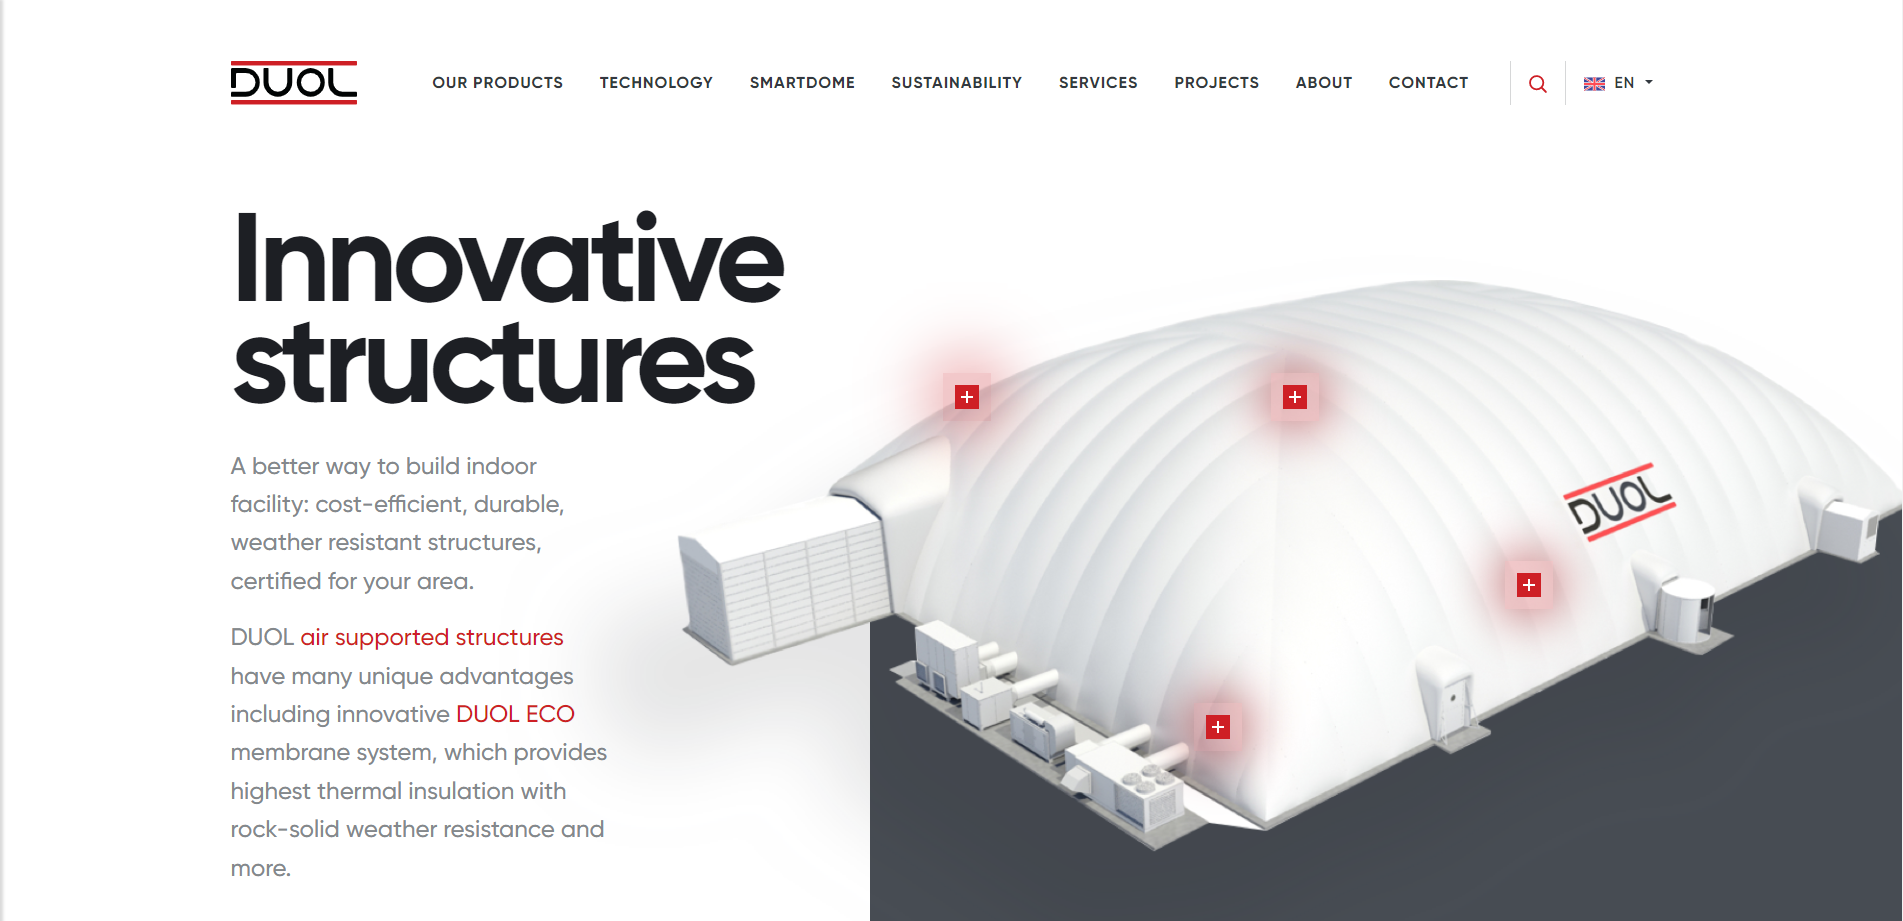 DUOL
OUR PRODUCTS
TECHNOLOGY
SMARTDOME
SUSTAINABILITY
SERVICES
PROJECTS
ABOUT
CONTACT
EN
Innovative
structures
A better way to build indoor
facility: cost-efficient, durable,
weather resistant structures,
certified for your area.
DUOL air supported structures
have many unique advantages
including innovative DUOL ECO
membrane system, which provides
highest thermal insulation with
rock-solid weather resistance and
more.
DUOL